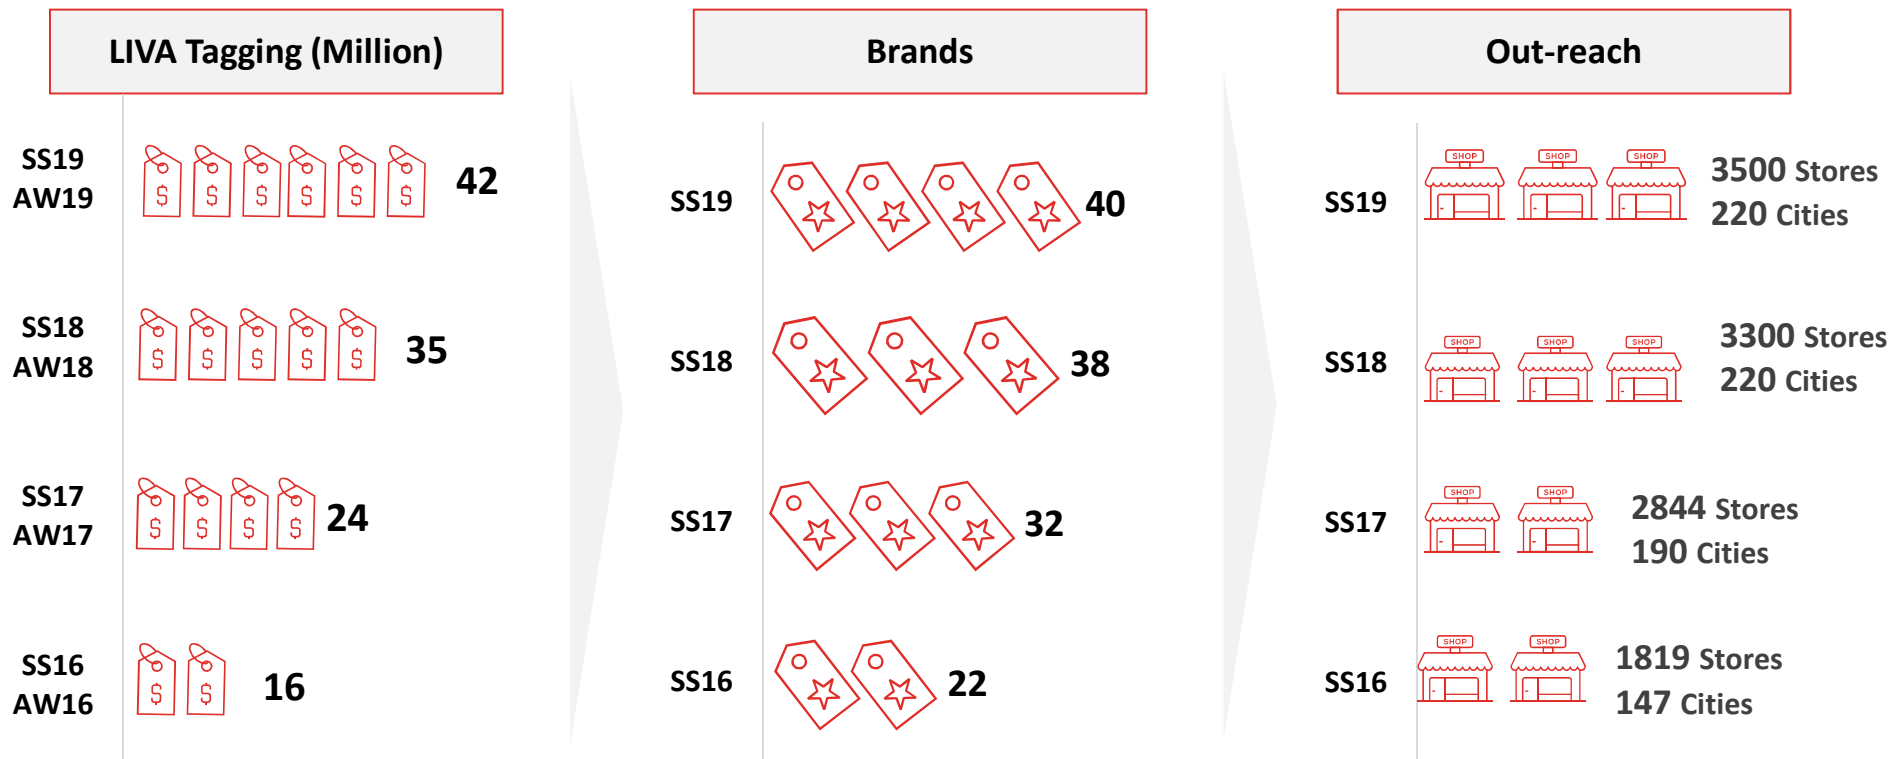 LIVA Tagging (Million)
SS19
AW19
$ $ $ $ $ $
42
SS18
AW18
$ $ $ $ $
35
SS17
AW17
$ $ $ $
24
SS16
AW16
$ $
16
Brands
SS19
40
SS18
38
SS17
32
SS16
22
Out-reach
SS19
SHOP SHOP SHOP
3500 Stores
220 Cities
SS18
SHOP SHOP SHOP
3300 Stores
220 Cities
SS17
SHOP SHOP
2844 Stores
190 Cities
SS16
SHOP SHOP
1819 Stores
147 Cities